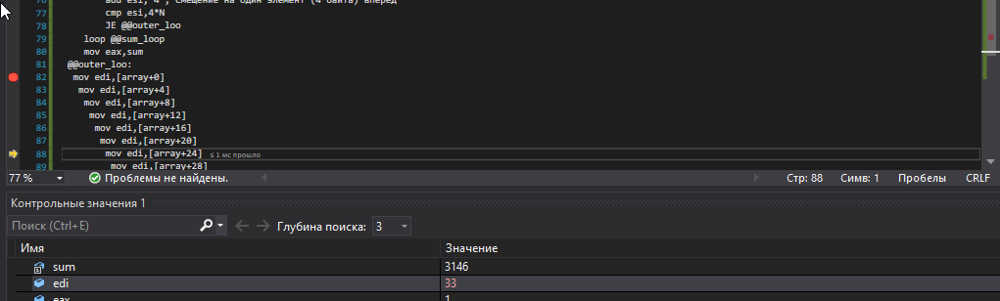 76 add esi, 4 ; смещение на один элемент (4 байта) вперед
77 cmp esi,4*N
78 JE @@outer_loo
79 loop @@sum_loop
80 mov eax,sum
81 @@outer_loo:
82 mov edi,[array+0]
83 mov edi,[array+4]
84 mov edi,[array+8]
85 mov edi,[array+12]
86 mov edi,[array+16]
87 mov edi,[array+20]
88 mov edi,[array+24] ≤ 1 мс прошло
89 mov edi,[array+28]
77 % Проблемы не найдены. Стр: 88 Симв: 1 Пробелы CRLF
Контрольные значения 1
Поиск (Ctrl+E) Глубина поиска: 3
Имя Значение
sum 3146
edi 33
eax 1